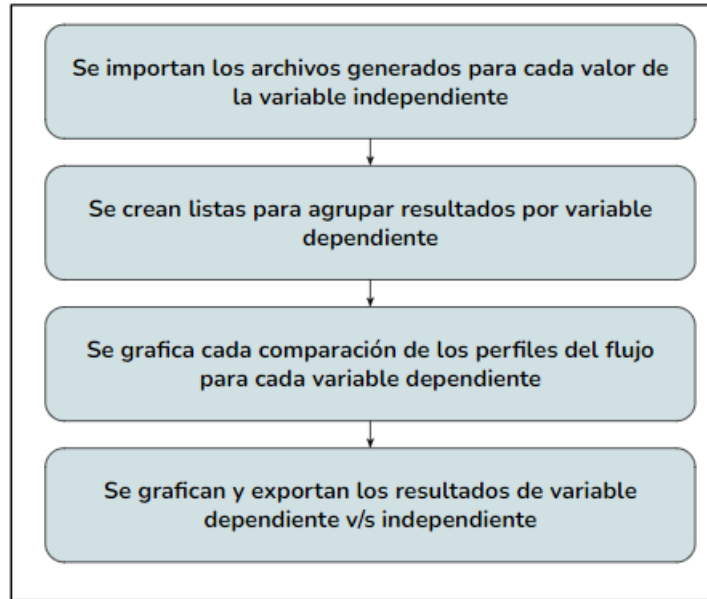 Se importan los archivos generados para cada valor de
la variable independiente
Se crean listas para agrupar resultados por variable
dependiente
Se grafica cada comparación de los perfiles del flujo
para cada variable dependiente
Se grafican y exportan los resultados de variable
dependiente v/s independiente